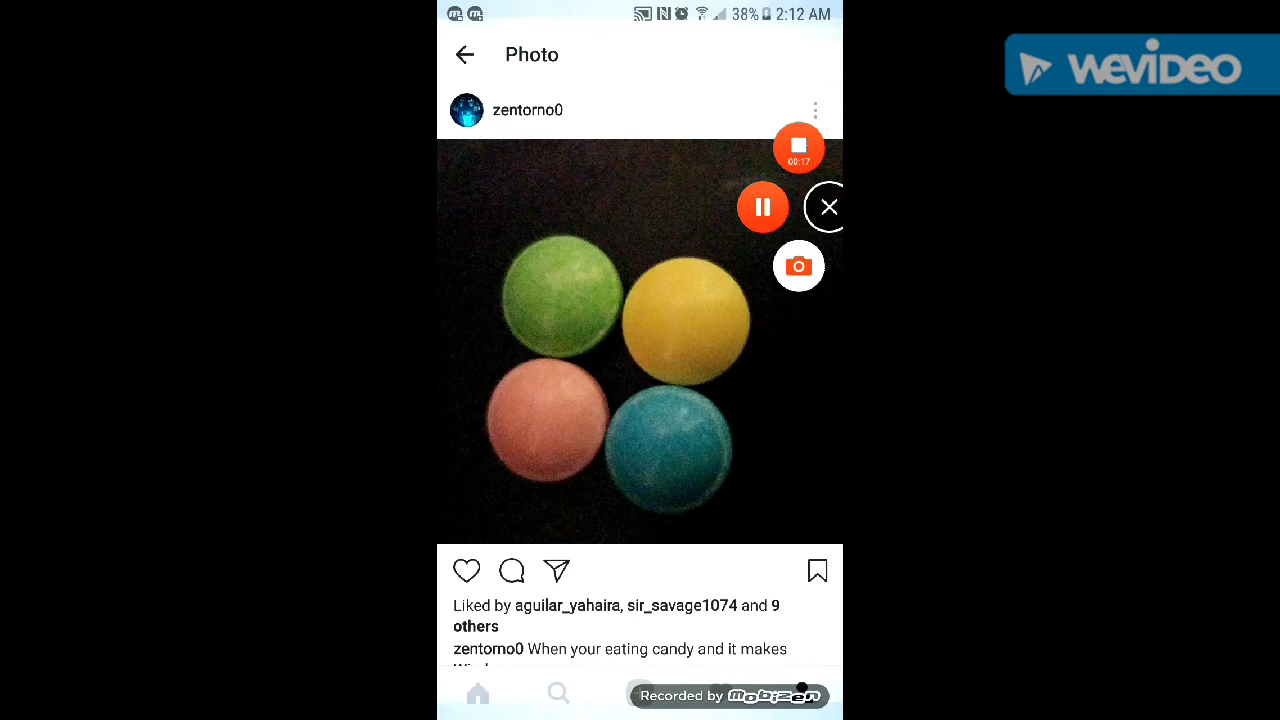 38% 2:12 AM
WEVIDEO
Photo
zentorno0
00:17
Liked by aguilar_yahaira, sir_savage1074 and 9
others
zentorno0 When your eating candy and it makes
Recorded by mobizen